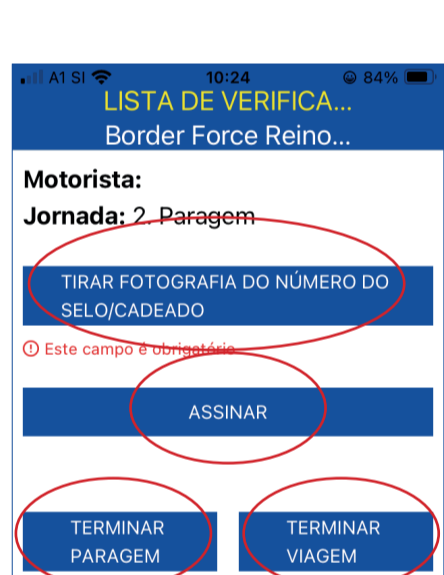 A1 SI 10:24 84%
LISTA DE VERIFICA...
Border Force Reino...
Motorista:
Jornada: 2. Paragem
TIRAR FOTOGRAFIA DO NÚMERO DO
SELO/CADEADO
Este campo é obrigatório
ASSINAR
TERMINAR
PARAGEM
TERMINAR
VIAGEM